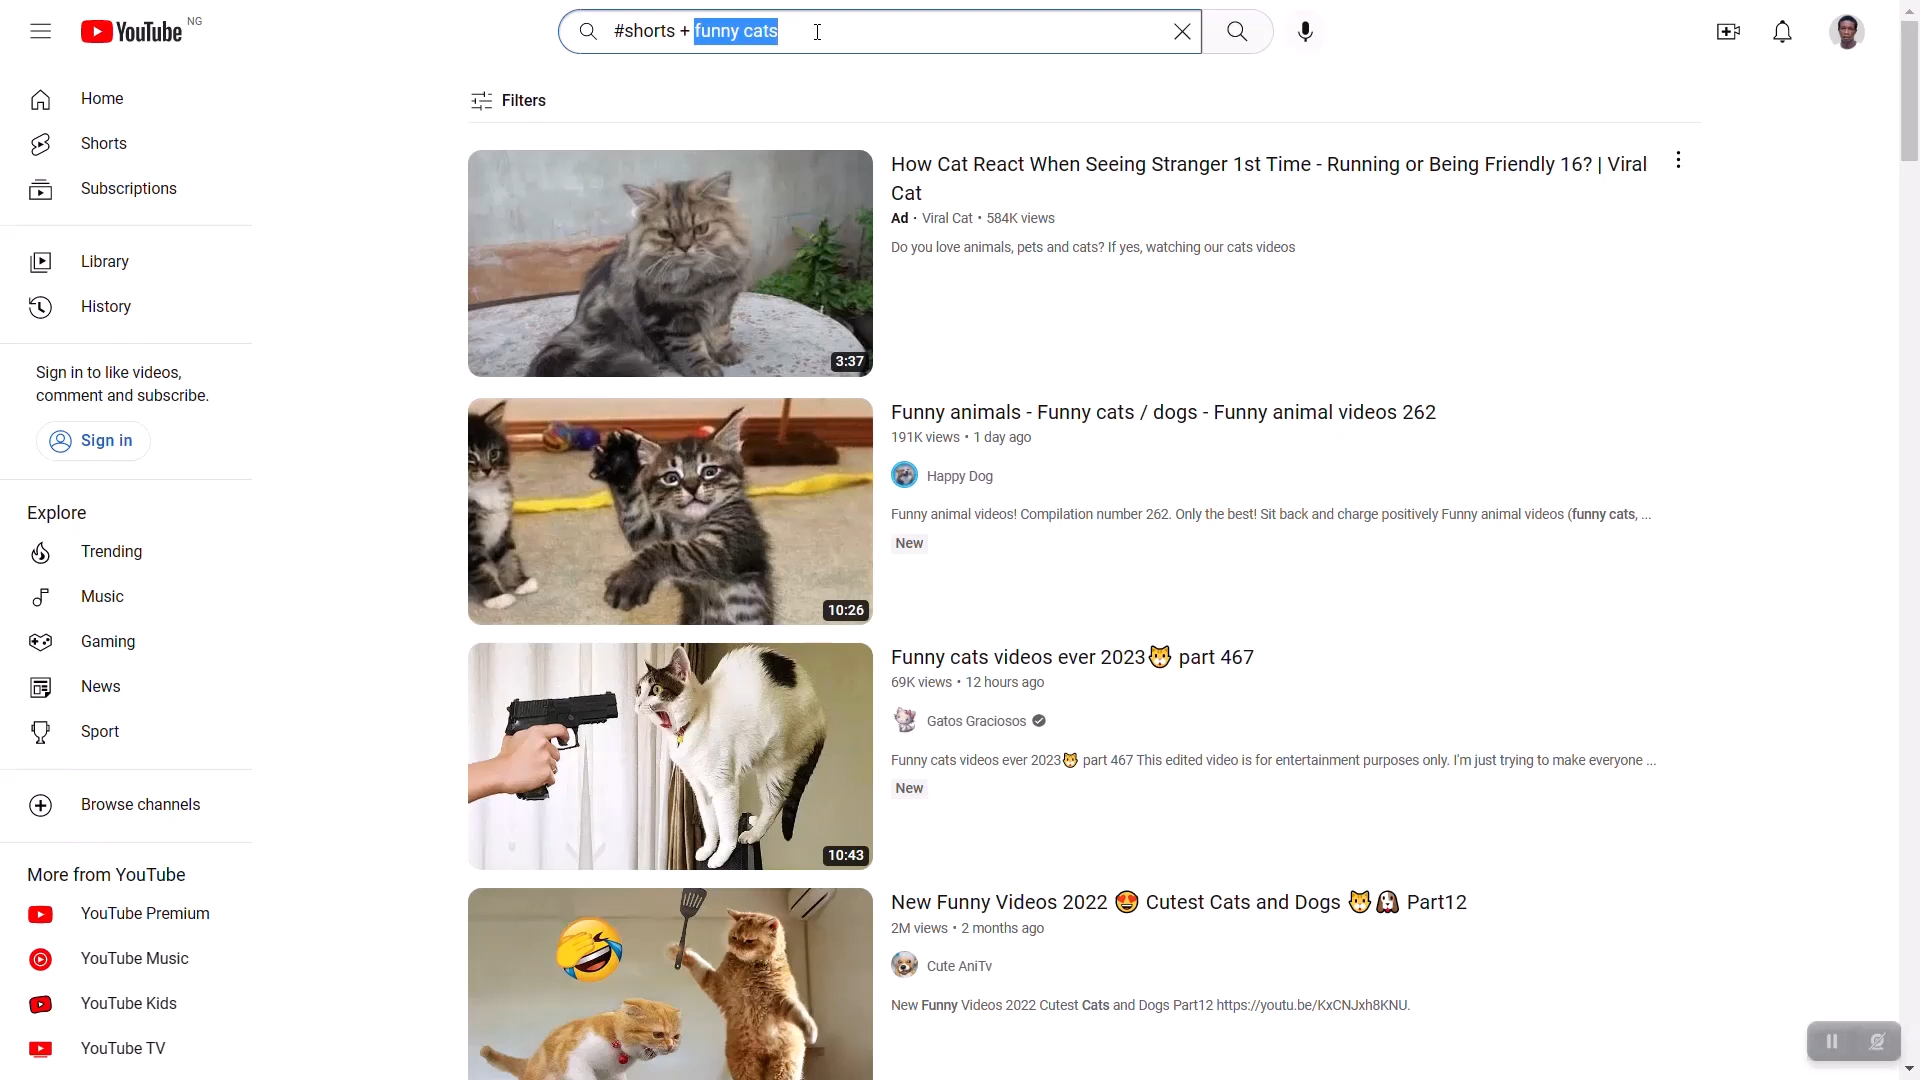 YouTube NG
#shorts + funny cats
Home
Shorts
Subscriptions
Library
History
Sign in to like videos,
comment and subscribe.
Sign in
Explore
Trending
Music
Gaming
News
Sport
Browse channels
More from YouTube
YouTube Premium
YouTube Music
YouTube Kids
YouTube TV
Filters
3:37
How Cat React When Seeing Stranger 1st Time - Running or Being Friendly 16? | Viral
Cat
Ad • Viral Cat • 584K views
Do you love animals, pets and cats? If yes, watching our cats videos
10:26
Funny animals - Funny cats / dogs - Funny animal videos 262
191K views • 1 day ago
Happy Dog
Funny animal videos! Compilation number 262. Only the best! Sit back and charge positively Funny animal videos (funny cats, ...
New
10:43
Funny cats videos ever 2023🐱 part 467
69K views • 12 hours ago
Gatos Graciosos
Funny cats videos ever 2023🐱 part 467 This edited video is for entertainment purposes only. I'm just trying to make everyone ...
New
New Funny Videos 2022 😍 Cutest Cats and Dogs 🐱🐶 Part12
2M views • 2 months ago
Cute AniTv
New Funny Videos 2022 Cutest Cats and Dogs Part12 https://youtu.be/KxCNJxh8KNU.